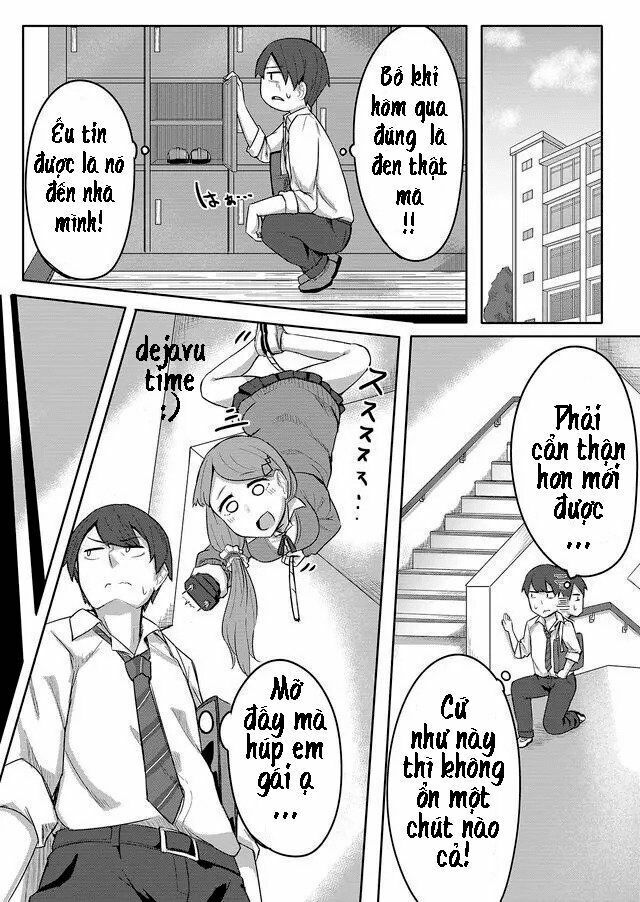 Bố khỉ
hôm qua
đúng là
đen thật
mà
!!
Ếu tin
được là nó
đến nhà
mình!
はぁ…
Phải
cẩn thận
hơn mới
được
...
Cứ
như này
thì không
ổn một
chút nào
cả!
dejavu
time
:)
ススススス…
Mỡ
đấy mà
húp em
gái ạ
...